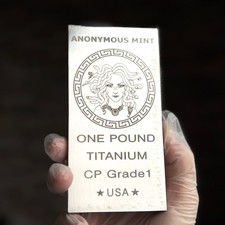 ANONYMOUS MINT
ONE POUND
TITANIUM
CP Grade1
★USA★